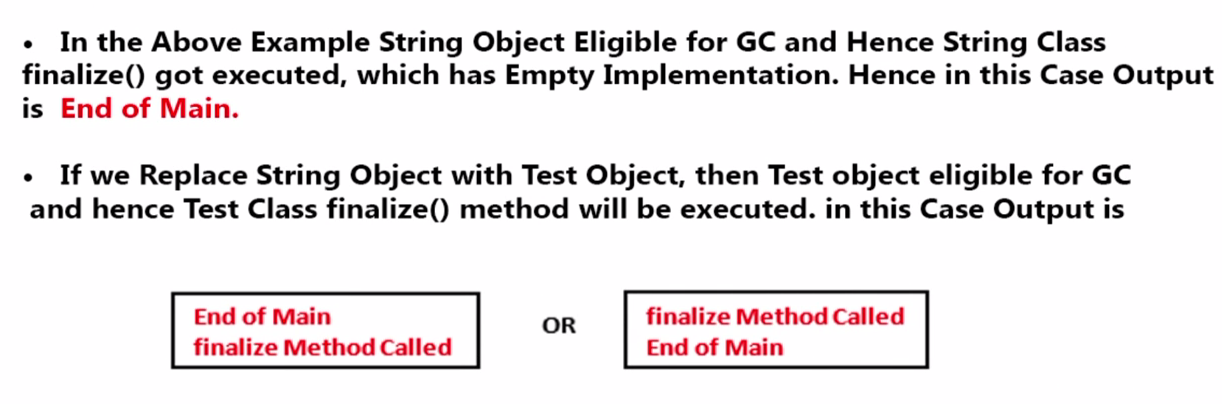 • In the Above Example String Object Eligible for GC and Hence String Class
finalize() got executed, which has Empty Implementation. Hence in this Case Output
is End of Main.
• If we Replace String Object with Test Object, then Test object eligible for GC
and hence Test Class finalize() method will be executed. in this Case Output is
End of Main
finalize Method Called
OR
finalize Method Called
End of Main